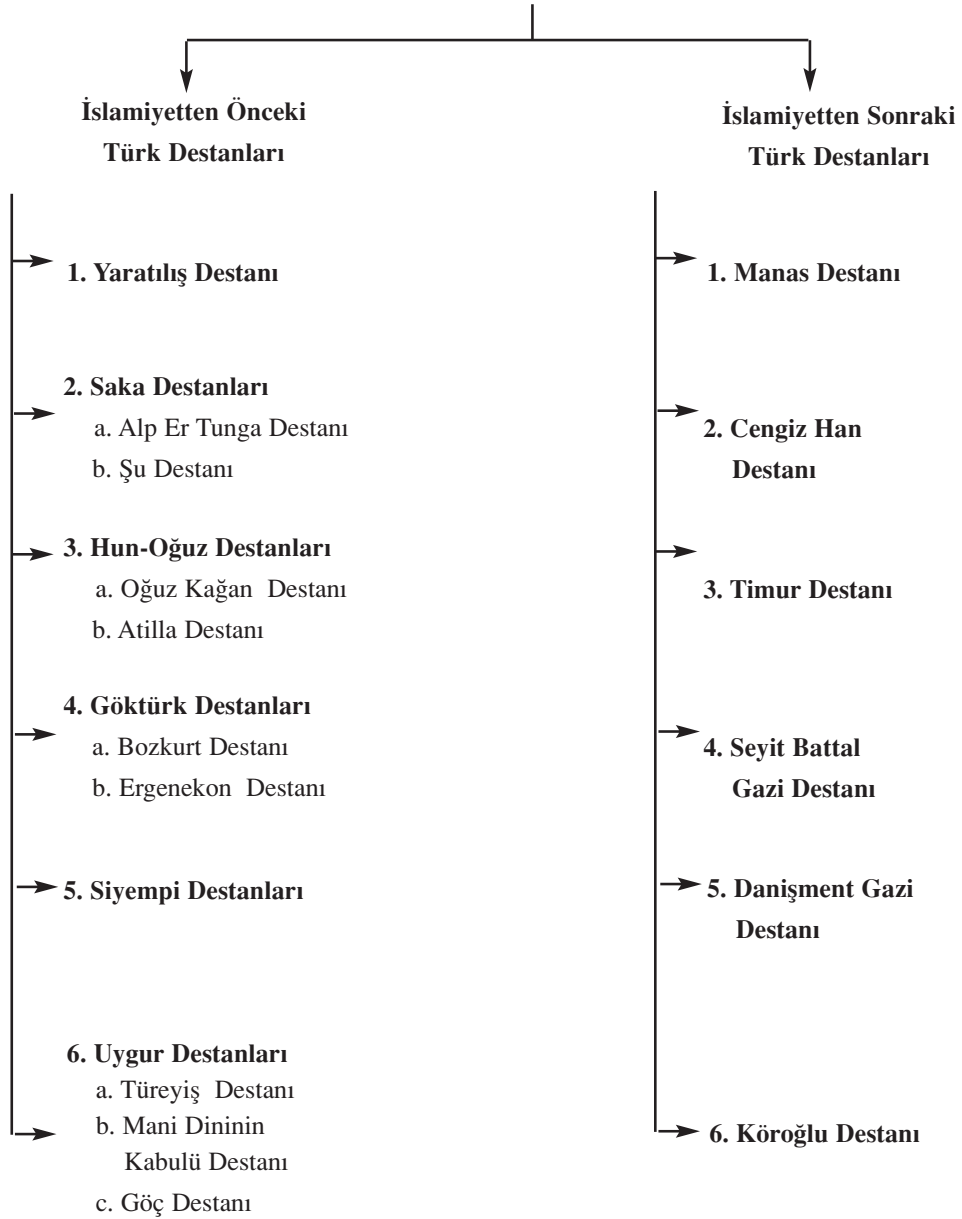 İslamiyetten Önceki
Türk Destanları
1. Yaratılış Destanı
2. Saka Destanları
a. Alp Er Tunga Destanı
b. Şu Destanı
3. Hun-Oğuz Destanları
a. Oğuz Kağan Destanı
b. Atilla Destanı
4. Göktürk Destanları
a. Bozkurt Destanı
b. Ergenekon Destanı
5. Siyempi Destanları
6. Uygur Destanları
a. Türeyiş Destanı
b. Mani Dininin
Kabulü Destanı
c. Göç Destanı
İslamiyetten Sonraki
Türk Destanları
1. Manas Destanı
2. Cengiz Han
Destanı
3. Timur Destanı
4. Seyit Battal
Gazi Destanı
5. Danişment Gazi
Destanı
6. Köroğlu Destanı